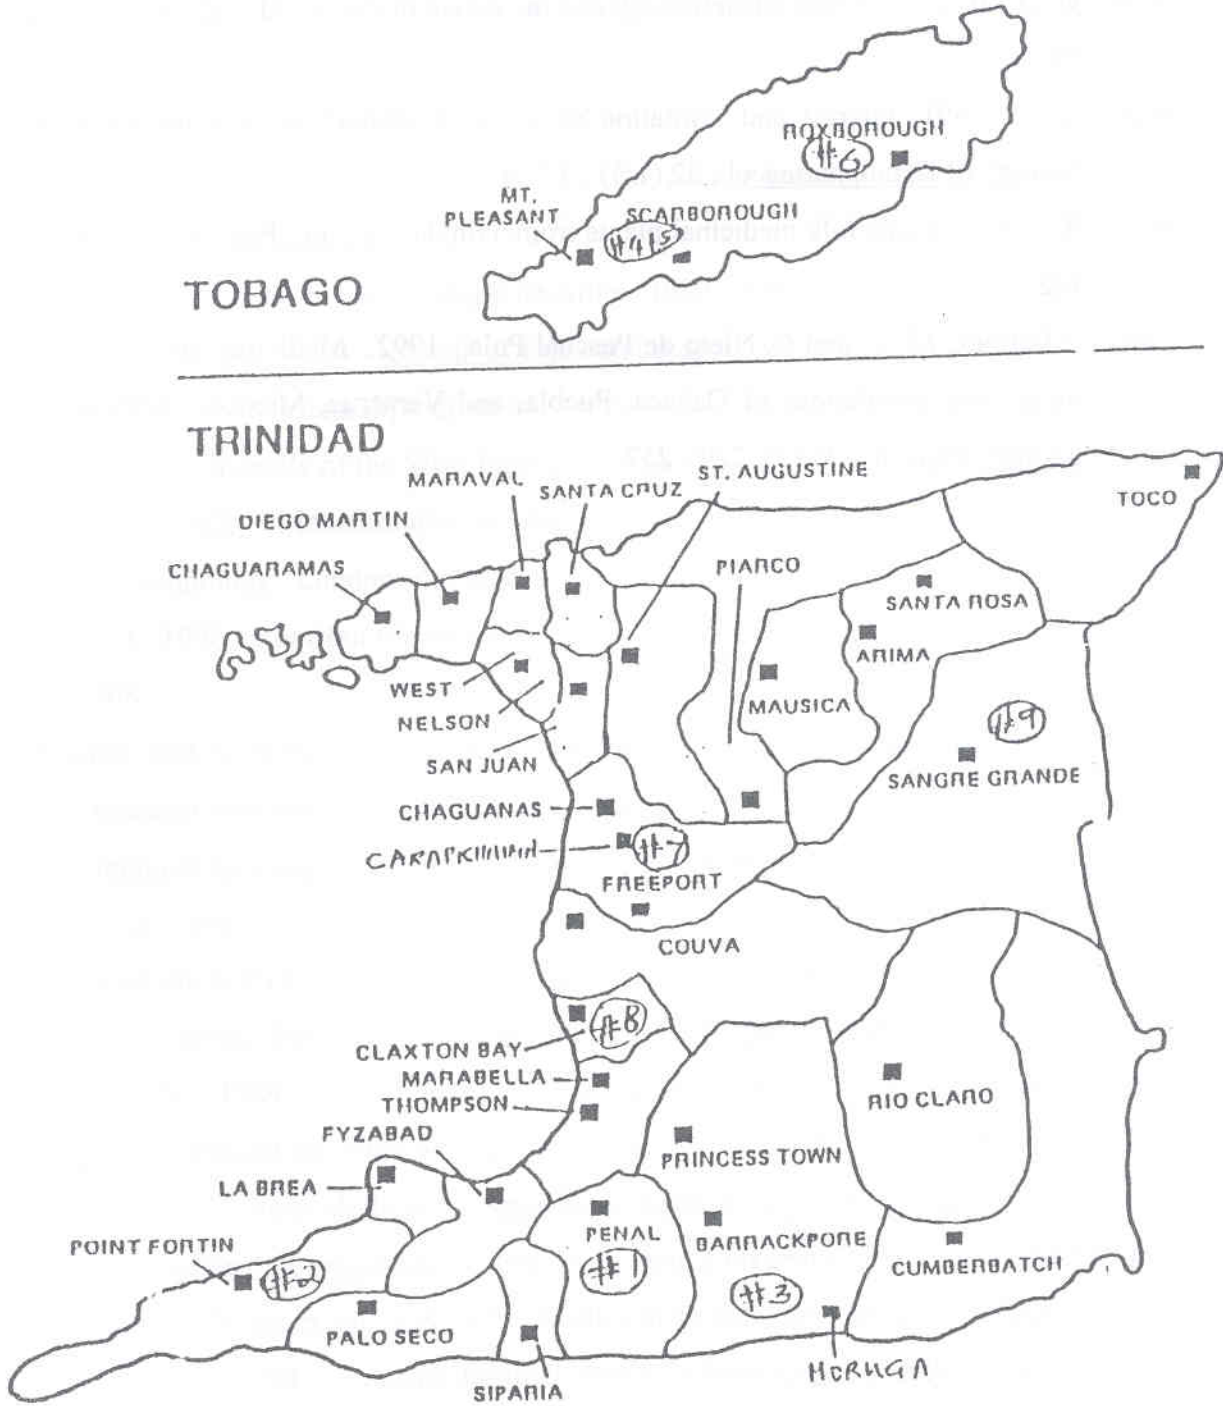 ROXBOROUGH
#6
MT.
PLEASANT
SCARBOROUGH
#4+5
TOBAGO
TRINIDAD
MARAVAL
SANTA CRUZ
ST. AUGUSTINE
TOCO
DIEGO MARTIN
CHAGUARAMAS
PIARCO
SANTA ROSA
ARIMA
WEST
NELSON
MAUSICA
#9
SAN JUAN
SANGRE GRANDE
CHAGUANAS
#7
FREEPORT
COUVA
#8
CLAXTON BAY
MARABELLA
THOMPSON
RIO CLARO
FYZABAD
PRINCESS TOWN
LA BREA
PENAL
BARRACKPORE
POINT FORTIN
#2
#1
CUMBERBATCH
#3
PALO SECO
MORUGA
SIPARIA